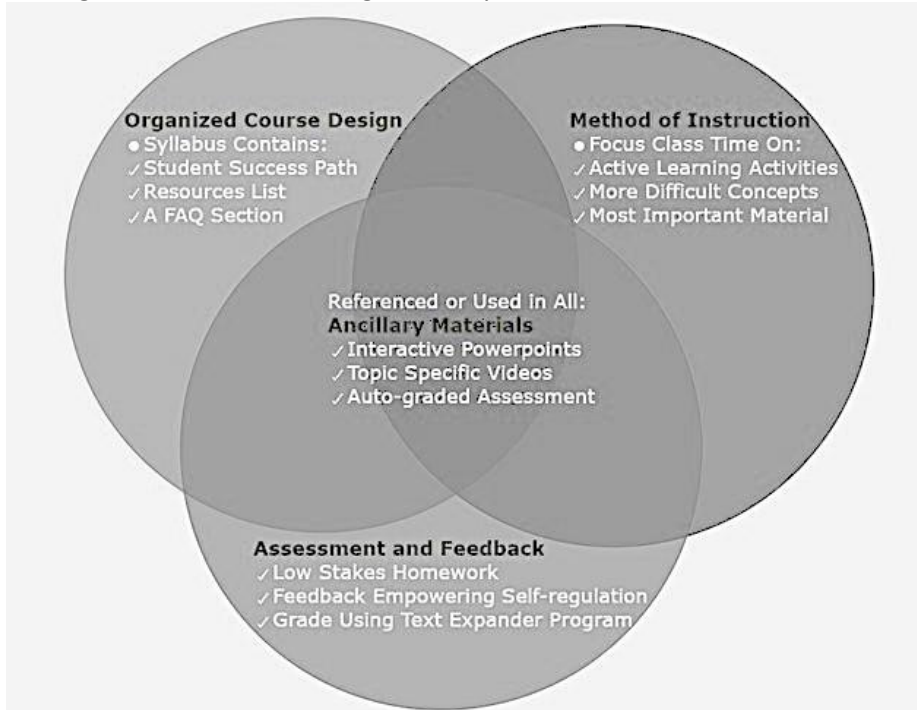 Organized Course Design
● Syllabus Contains:
✓ Student Success Path
✓ Resources List
✓ A FAQ Section
Method of Instruction
● Focus Class Time On:
✓ Active Learning Activities
✓ More Difficult Concepts
✓ Most Important Material
Referenced or Used in All:
Ancillary Materials
✓ Interactive Powerpoints
✓ Topic Specific Videos
✓ Auto-graded Assessment
Assessment and Feedback
✓ Low Stakes Homework
✓ Feedback Empowering Self-regulation
✓ Grade Using Text Expander Program